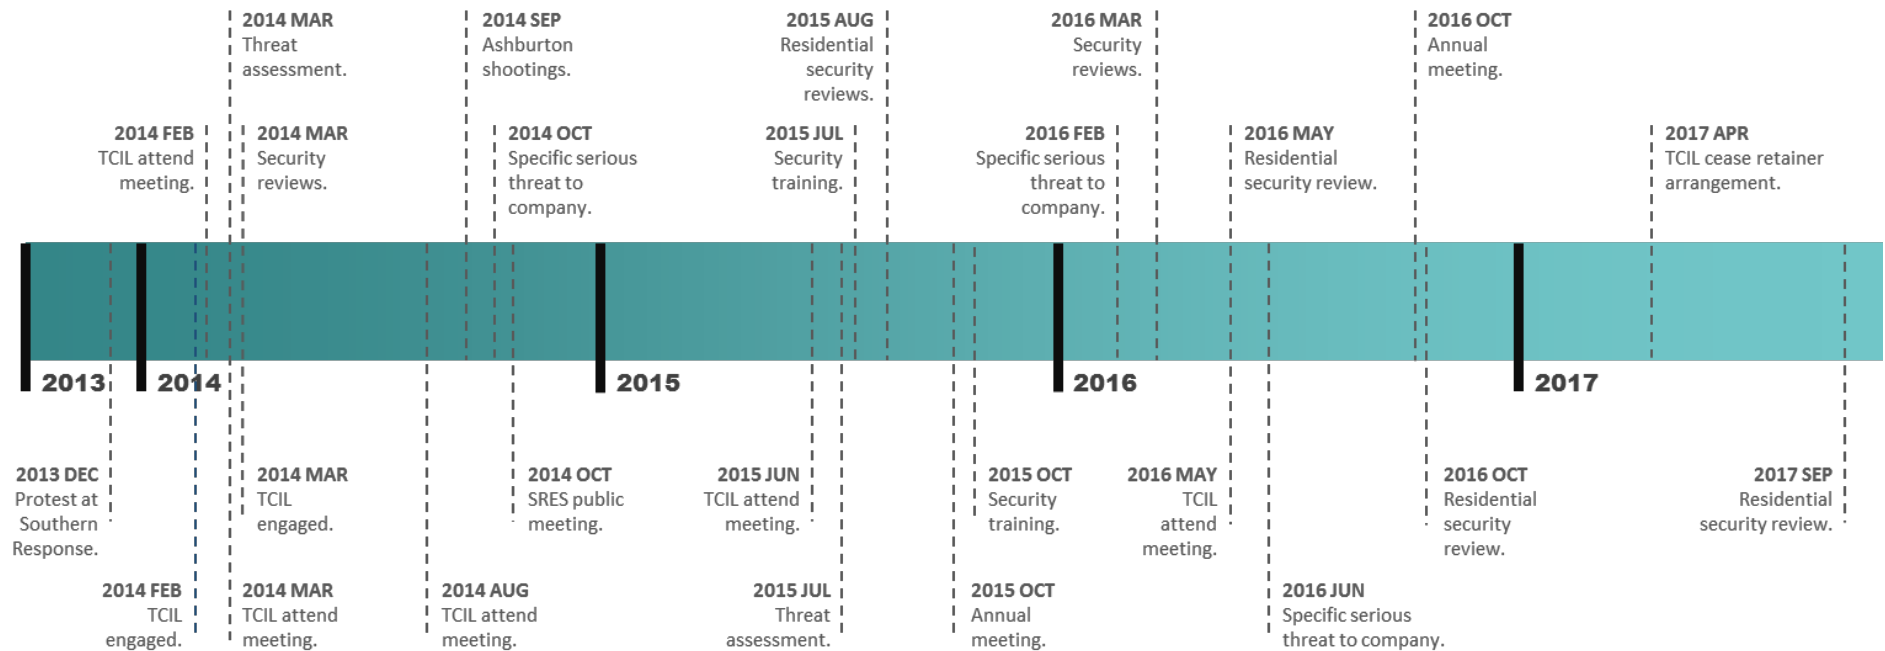 2014 MAR
Threat
assessment.
2014 SEP
Ashburton
shootings.
2015 AUG
Residential
security
reviews.
2016 MAR
Security
reviews.
2016 OCT
Annual
meeting.
2014 FEB
TCIL attend
meeting.
2014 MAR
Security
reviews.
2014 OCT
Specific serious
threat to
company.
2015 JUL
Security
training.
2016 FEB
Specific serious
threat to
company.
2016 MAY
Residential
security review.
2017 APR
TCIL cease retainer
arrangement.
2013
2014
2015
2016
2017
2013 DEC
Protest at
Southern
Response.
2014 MAR
TCIL
engaged.
2014 OCT
SRES public
meeting.
2015 JUN
TCIL attend
meeting.
2015 OCT
Security
training.
2016 MAY
TCIL
attend
meeting.
2016 OCT
Residential
security
review.
2017 SEP
Residential
security review.
2014 FEB
TCIL
engaged.
2014 MAR
TCIL attend
meeting.
2014 AUG
TCIL attend
meeting.
2015 JUL
Threat
assessment.
2015 OCT
Annual
meeting.
2016 JUN
Specific serious
threat to company.